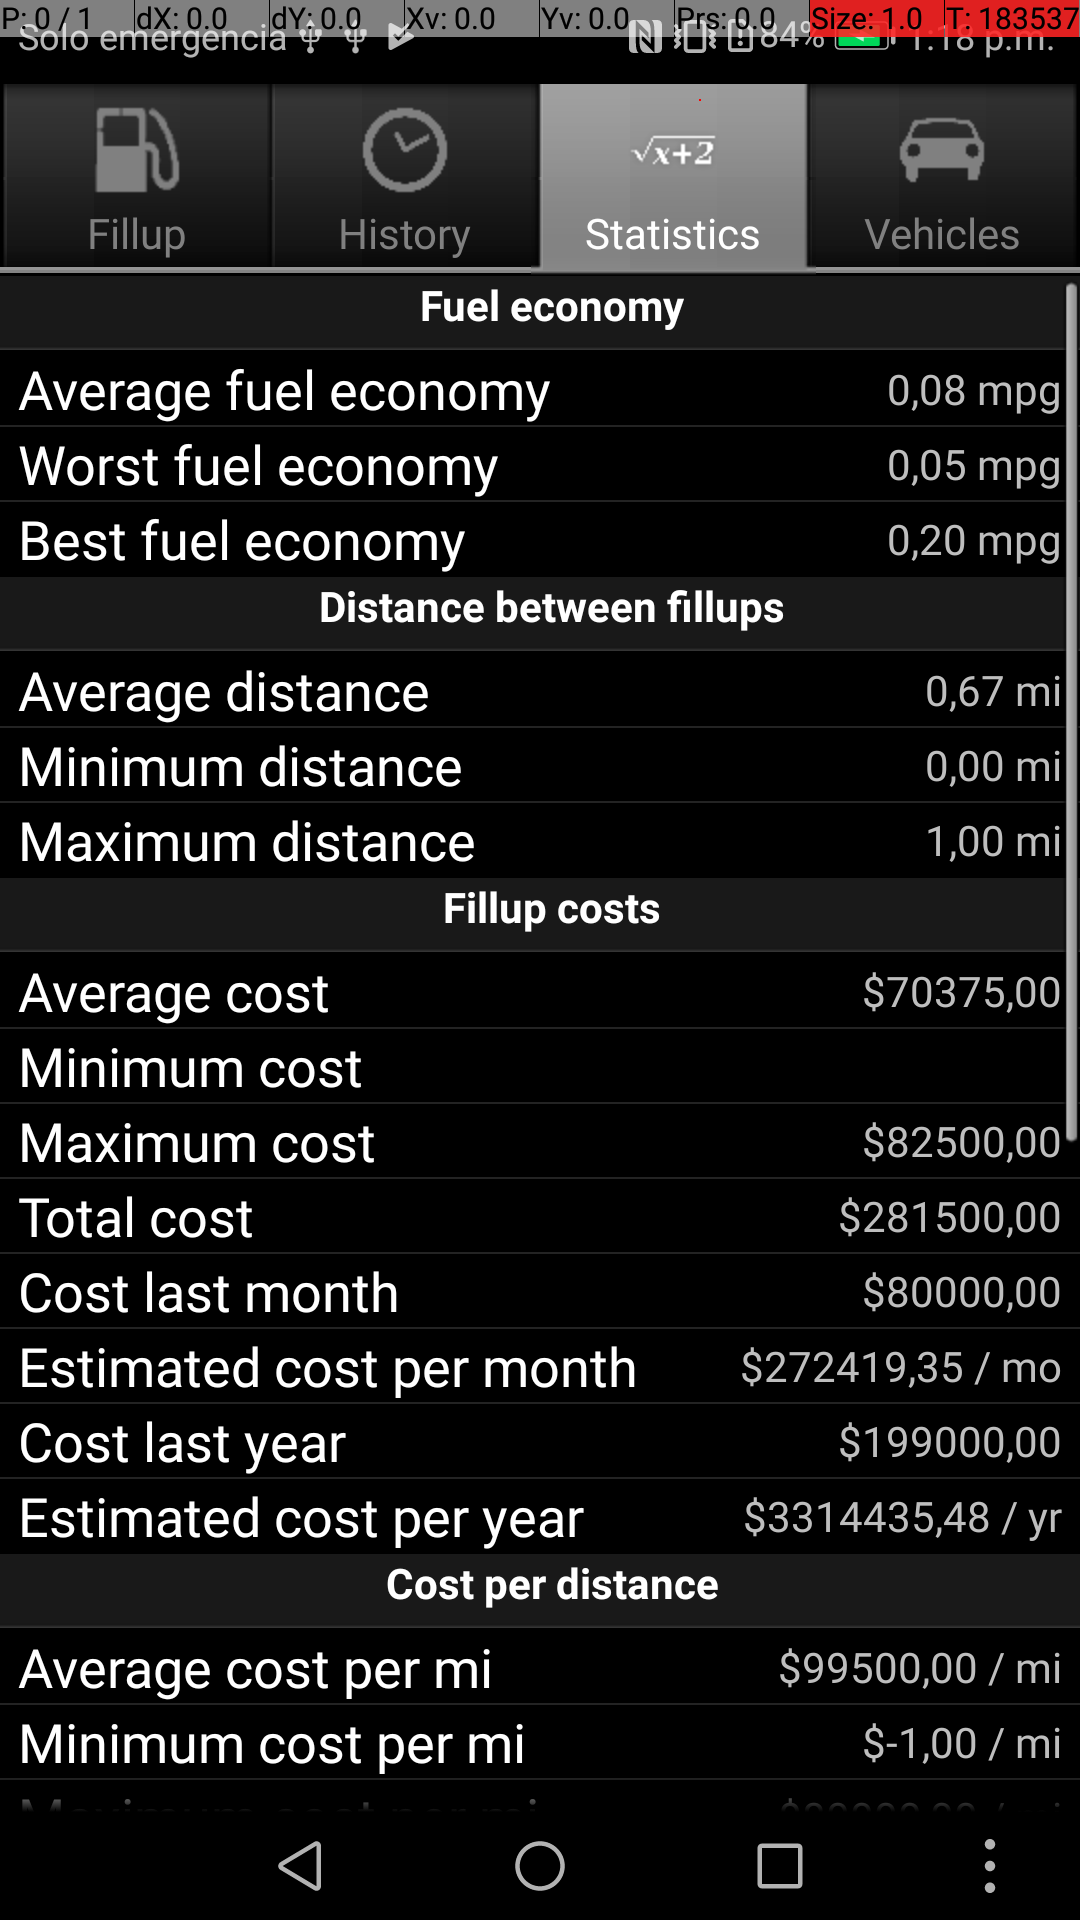 P: 0 / 1 dX: 0.0 dY: 0.0 Xv: 0.0 Yv: 0.0 Prs: 0.0 Size: 1.0 T: 183537
Solo emergencia 84% 1:18 p.m.
√x+2
Fillup History Statistics Vehicles
Fuel economy
Average fuel economy 0,08 mpg
Worst fuel economy 0,05 mpg
Best fuel economy 0,20 mpg
Distance between fillups
Average distance 0,67 mi
Minimum distance 0,00 mi
Maximum distance 1,00 mi
Fillup costs
Average cost $70375,00
Minimum cost
Maximum cost $82500,00
Total cost $281500,00
Cost last month $80000,00
Estimated cost per month $272419,35 / mo
Cost last year $199000,00
Estimated cost per year $3314435,48 / yr
Cost per distance
Average cost per mi $99500,00 / mi
Minimum cost per mi $-1,00 / mi